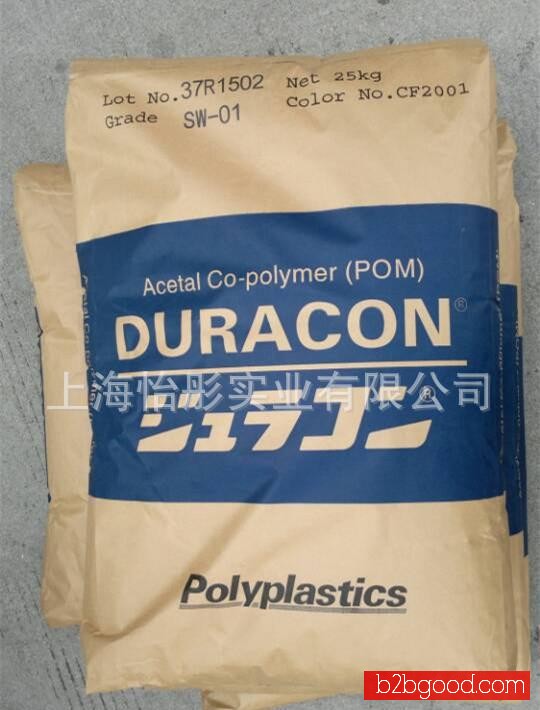 Lot No. 37R1502 Net 25kg
Grade SW-01 Color No. CF2001
Acetal Co-polymer (POM)
DURACON®
上海怡彤实业有限公司
ジュラコン®
Polyplastics
b2bgood.com